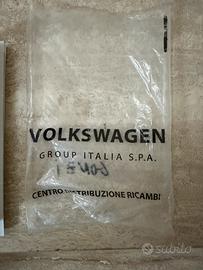 VOLKSWAGEN
GROUP ITALIA S.P.A.
CENTRO DISTRIBUZIONE RICAMBI
subito